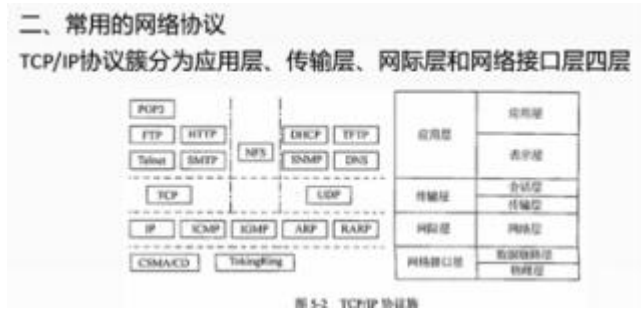 二、常用的网络协议
TCP/IP协议簇分为应用层、传输层、网际层和网络接口层四层
POP3
FTP HTTP NFS DHCP TFTP
Telnet SMTP SNMP DNS
TCP UDP
IP ICMP IGMP ARP RARP
CSMA/CD TokingRing
应用层 应用层
表示层
传输层 会话层
传输层
网际层 网络层
网络接口层 数据链路层
物理层
图 5-2 TCP/IP 协议簇